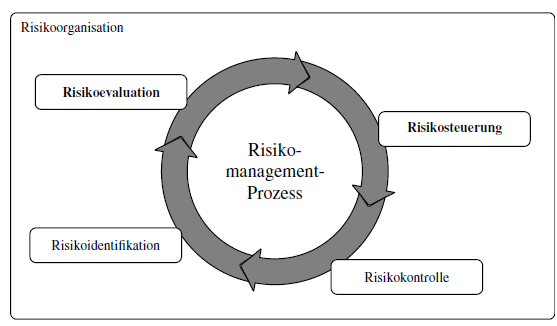 Risikoorganisation
Risikoevaluation
Risikosteuerung
Risiko-
management-
Prozess
Risikoidentifikation
Risikokontrolle